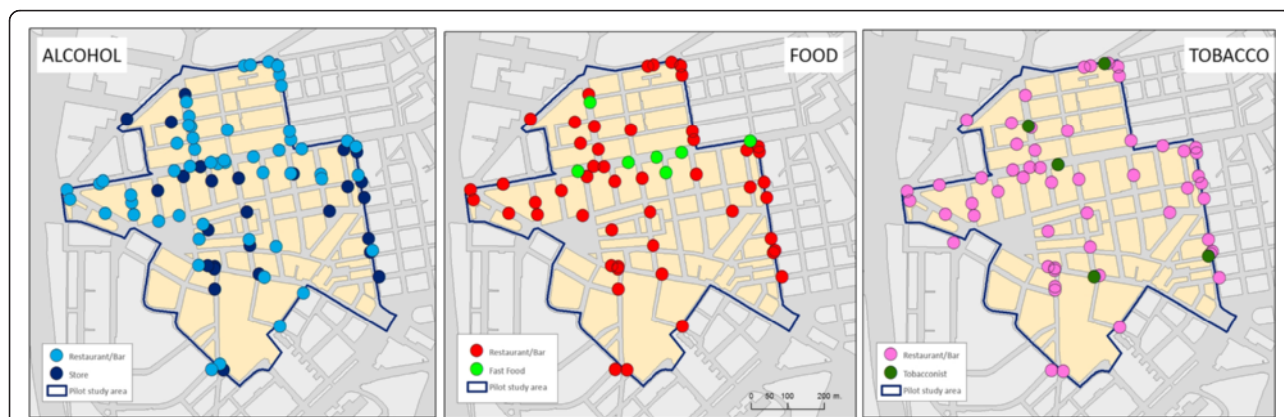 ALCOHOL
Restaurant/Bar
Store
Pilot study area
FOOD
Restaurant/Bar
Fast Food
Pilot study area
0 50 100 200 m.
TOBACCO
Restaurant/Bar
Tobacconist
Pilot study area